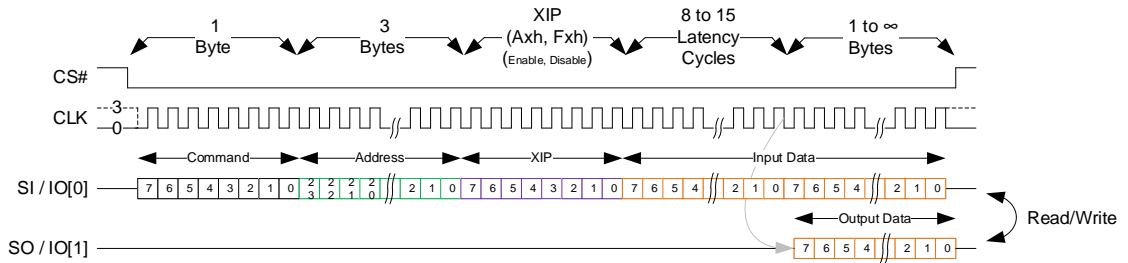 1 Byte
3 Bytes
XIP (Axh, Fxh) (Enable, Disable)
8 to 15 Latency Cycles
1 to ∞ Bytes
CS#
CLK
3
0
Command Address XIP Input Data
SI / IO[0] 7 6 5 4 3 2 1 0 23 22 21 20 2 1 0 7 6 5 4 3 2 1 0 7 6 5 4 2 1 0 7 6 5 4 2 1 0
Read/Write
Output Data
SO / IO[1] 7 6 5 4 2 1 0